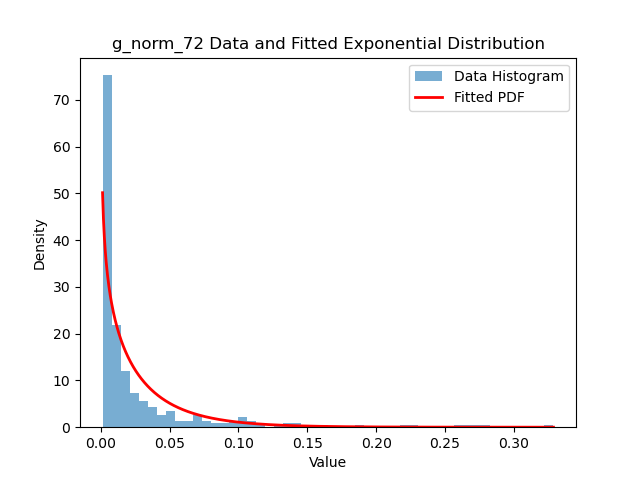 g_norm_72 Data and Fitted Exponential Distribution
Data Histogram
Fitted PDF
Density
70
60
50
40
30
20
10
0
0.00 0.05 0.10 0.15 0.20 0.25 0.30
Value